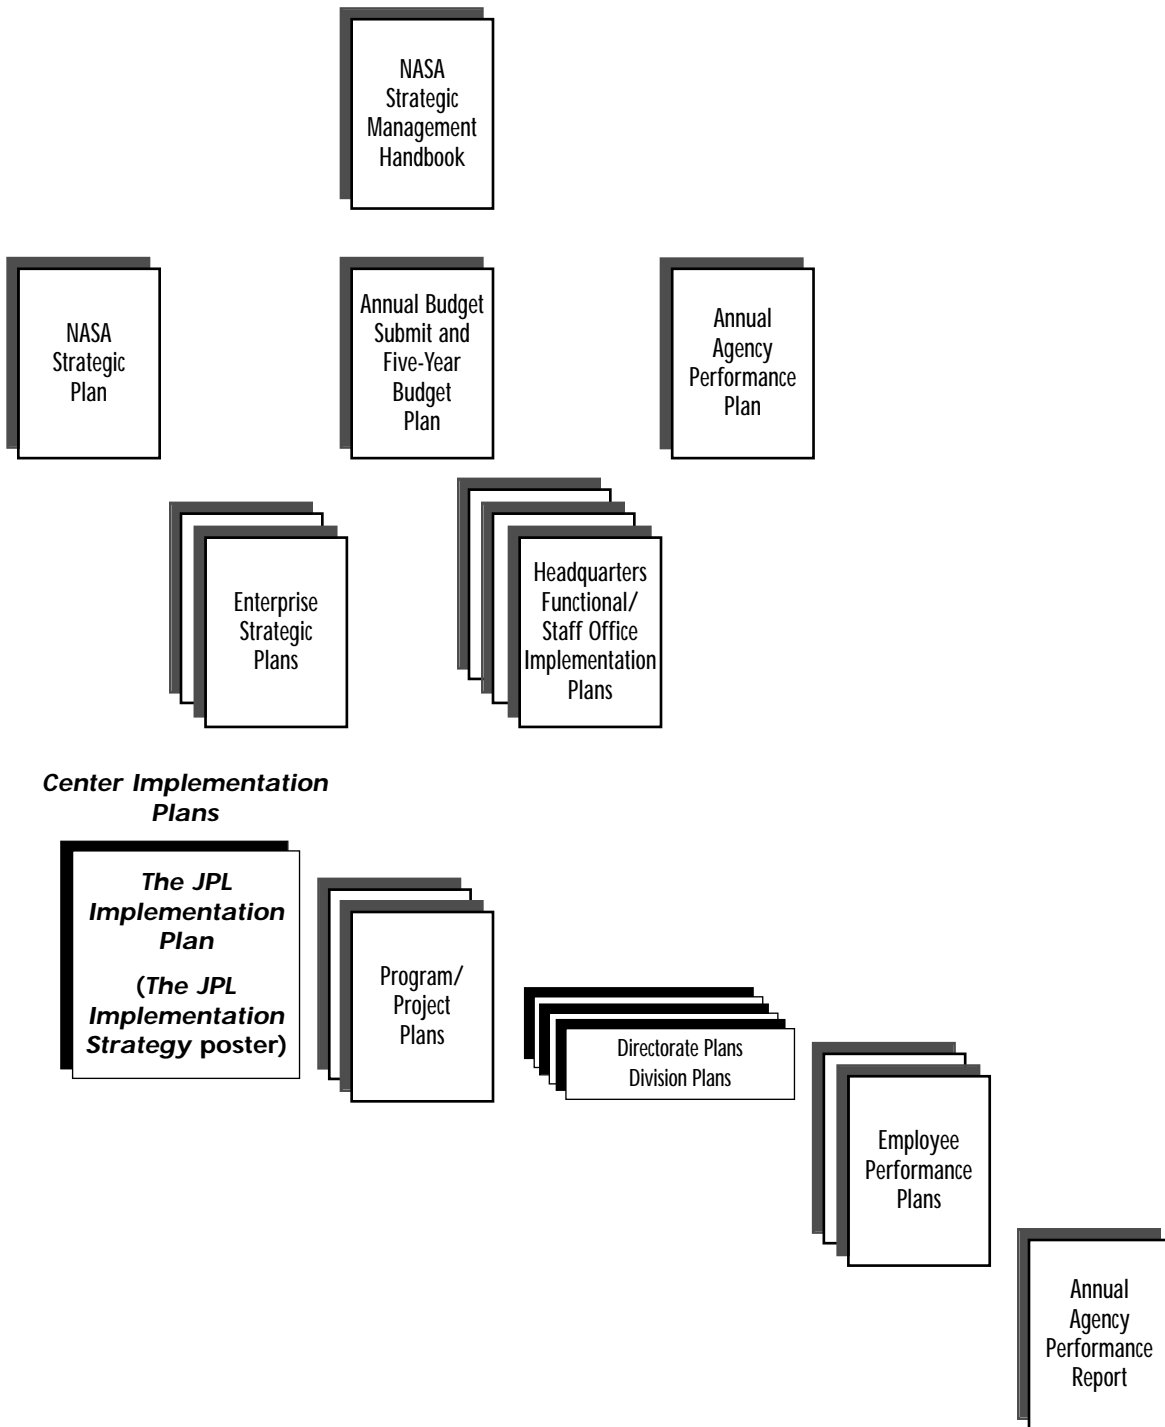 NASA
Strategic
Management
Handbook
NASA
Strategic
Plan
Annual Budget
Submit and
Five-Year
Budget
Plan
Annual
Agency
Performance
Plan
Enterprise
Strategic
Plans
Headquarters
Functional/
Staff Office
Implementation
Plans
Center Implementation
Plans
The JPL
Implementation
Plan
(The JPL
Implementation
Strategy poster)
Program/
Project
Plans
Directorate Plans
Division Plans
Employee
Performance
Plans
Annual
Agency
Performance
Report